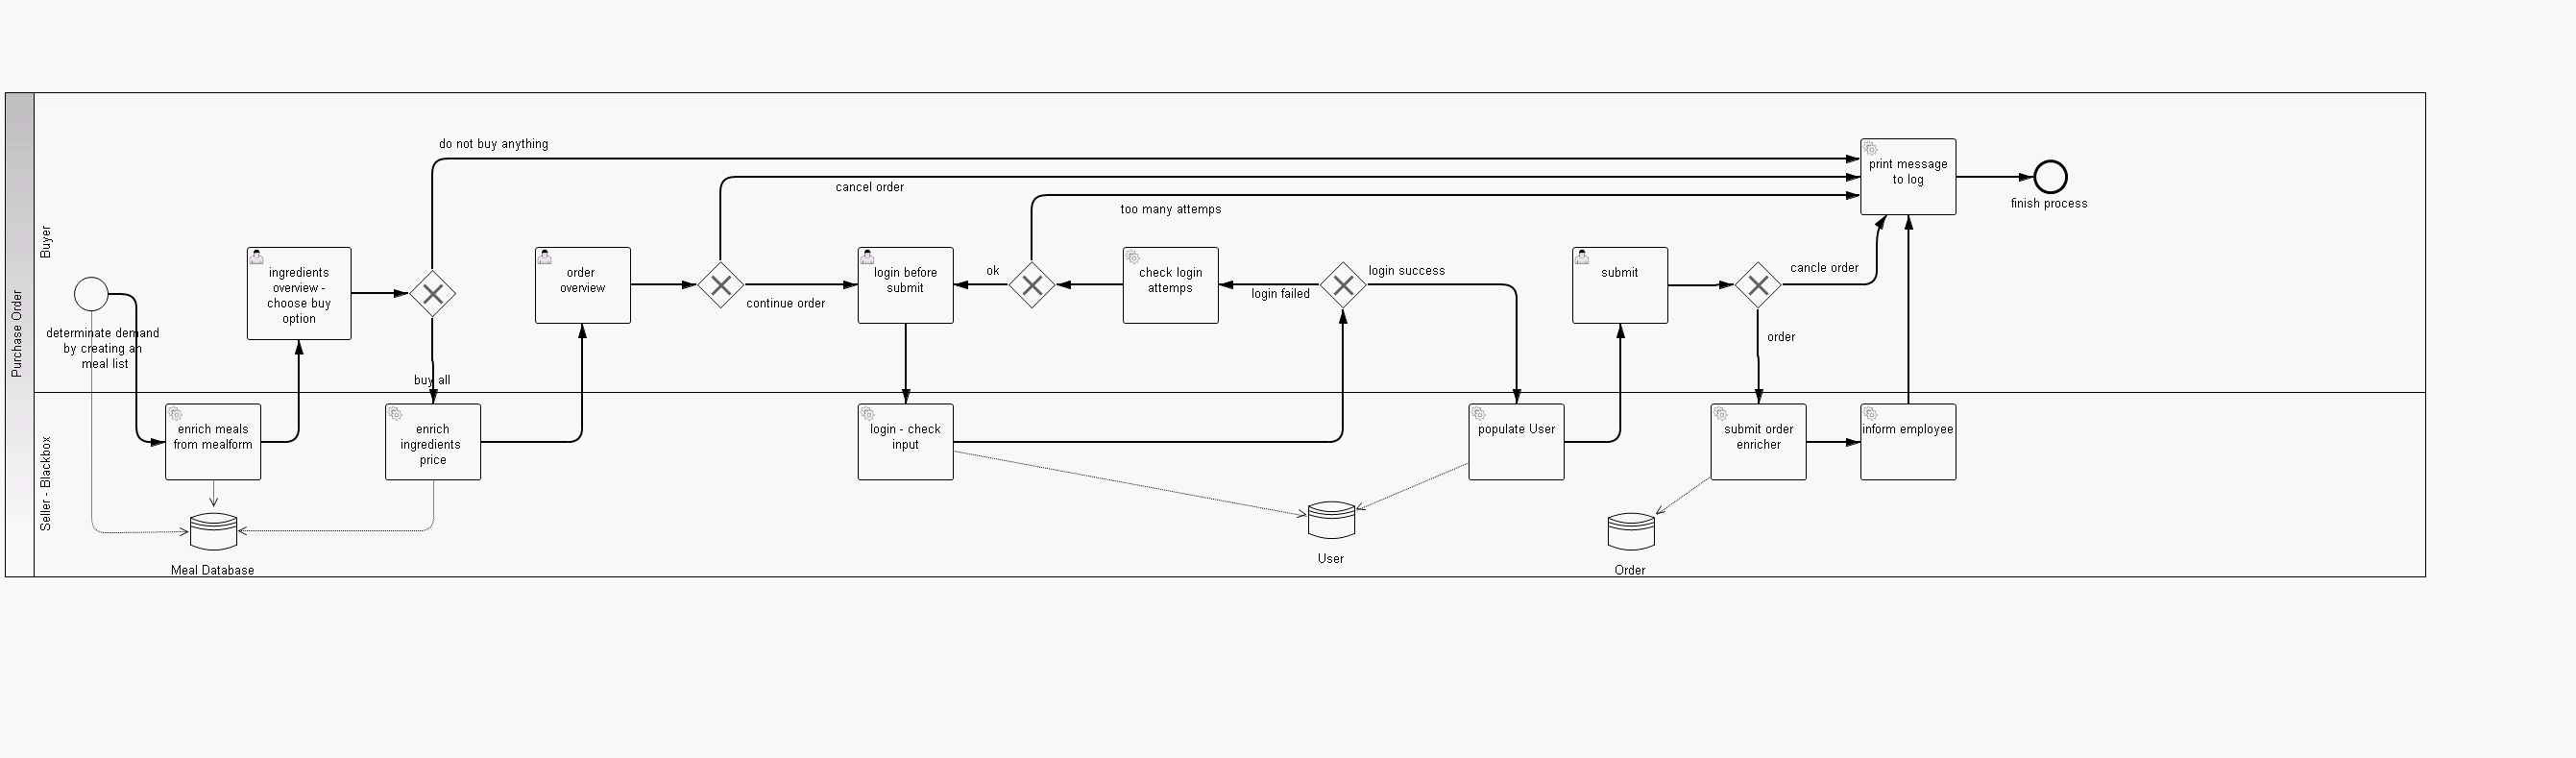 do not buy anything
cancel order
too many attemps
print message
to log
finish process
Purchase Order
Buyer
determinate demand
by creating an
meal list
ingredients
overview -
choose buy
option
buy all
order
overview
continue order
login before
submit
ok
check login
attemps
login failed
login success
submit
cancle order
order
Seller - Blackbox
enrich meals
from mealform
enrich
ingredients
price
login - check
input
populate User
submit order
enricher
inform employee
Meal Database
User
Order